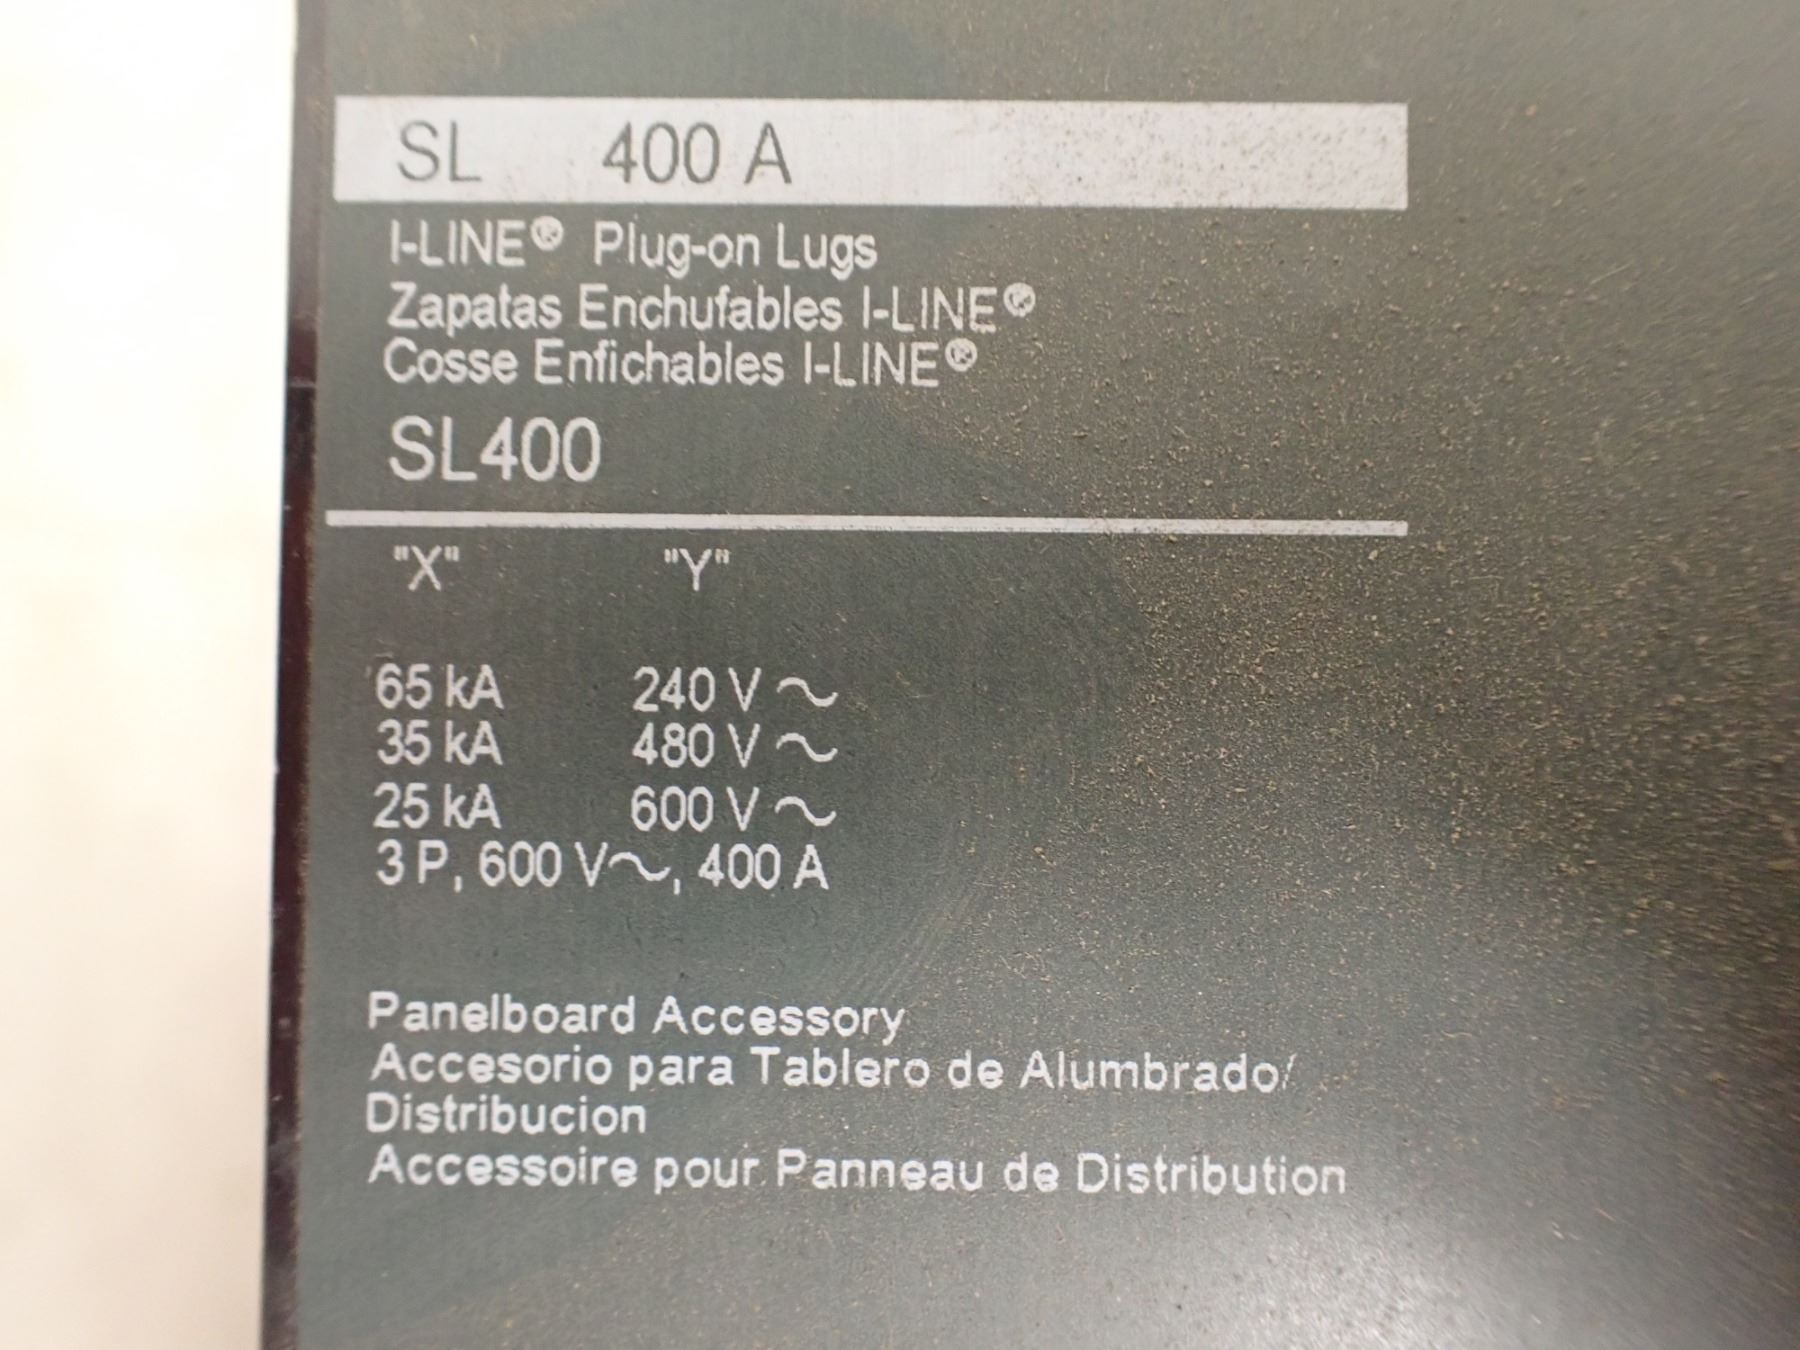 SL 400 A
I-LINE® Plug-on Lugs
Zapatas Enchufables I-LINE®
Cosse Enfichables I-LINE®
SL400
"X" "Y"
65 kA 240 V ~
35 kA 480 V ~
25 kA 600 V ~
3 P, 600 V~, 400 A
Panelboard Accessory
Accesorio para Tablero de Alumbrado/
Distribucion
Accessoire pour Panneau de Distribution